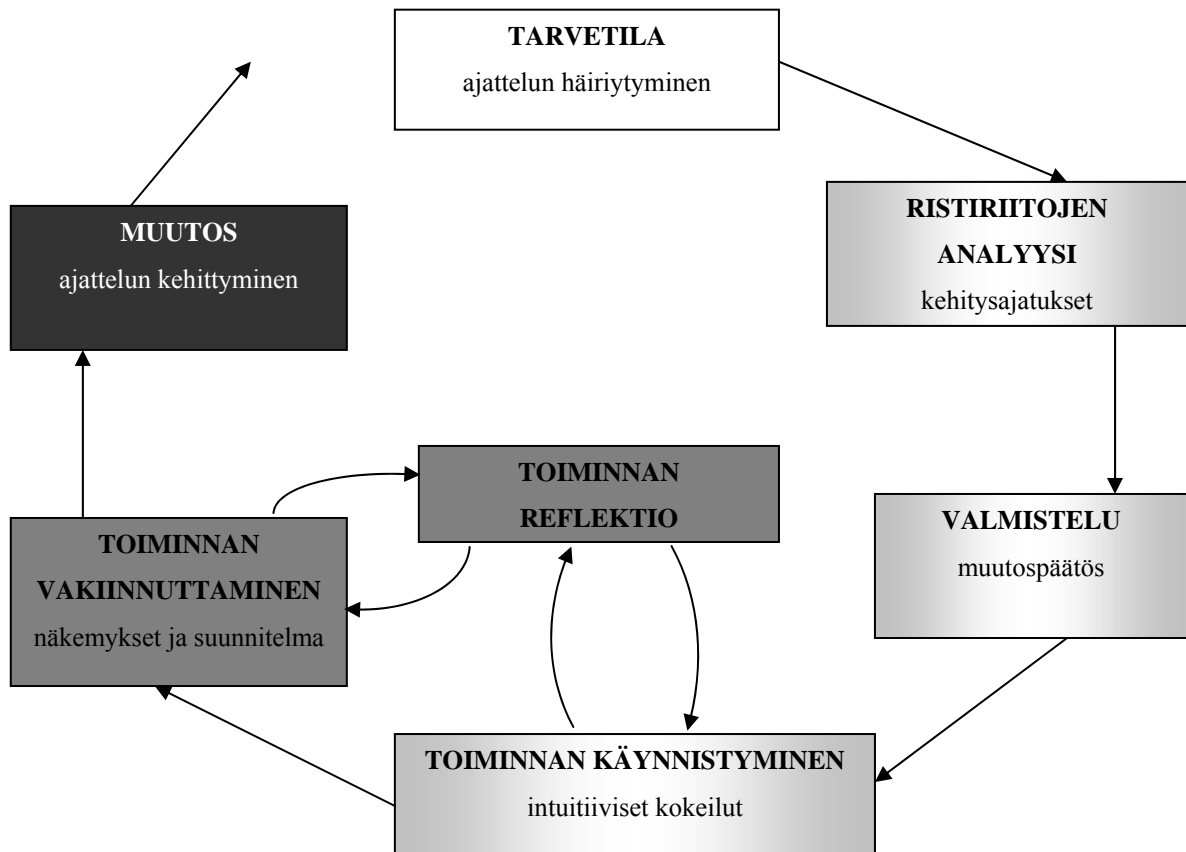 TARVETILA
ajattelun häiriytyminen
RISTIRIITOJEN
ANALYYSI
kehitysajatukset
VALMISTELU
muutospäätös
TOIMINNAN KÄYNNISTYMINEN
intuitiiviset kokeilut
TOIMINNAN
REFLEKTIO
TOIMINNAN
VAKIINNUTTAMINEN
näkemykset ja suunnitelma
MUUTOS
ajattelun kehittyminen